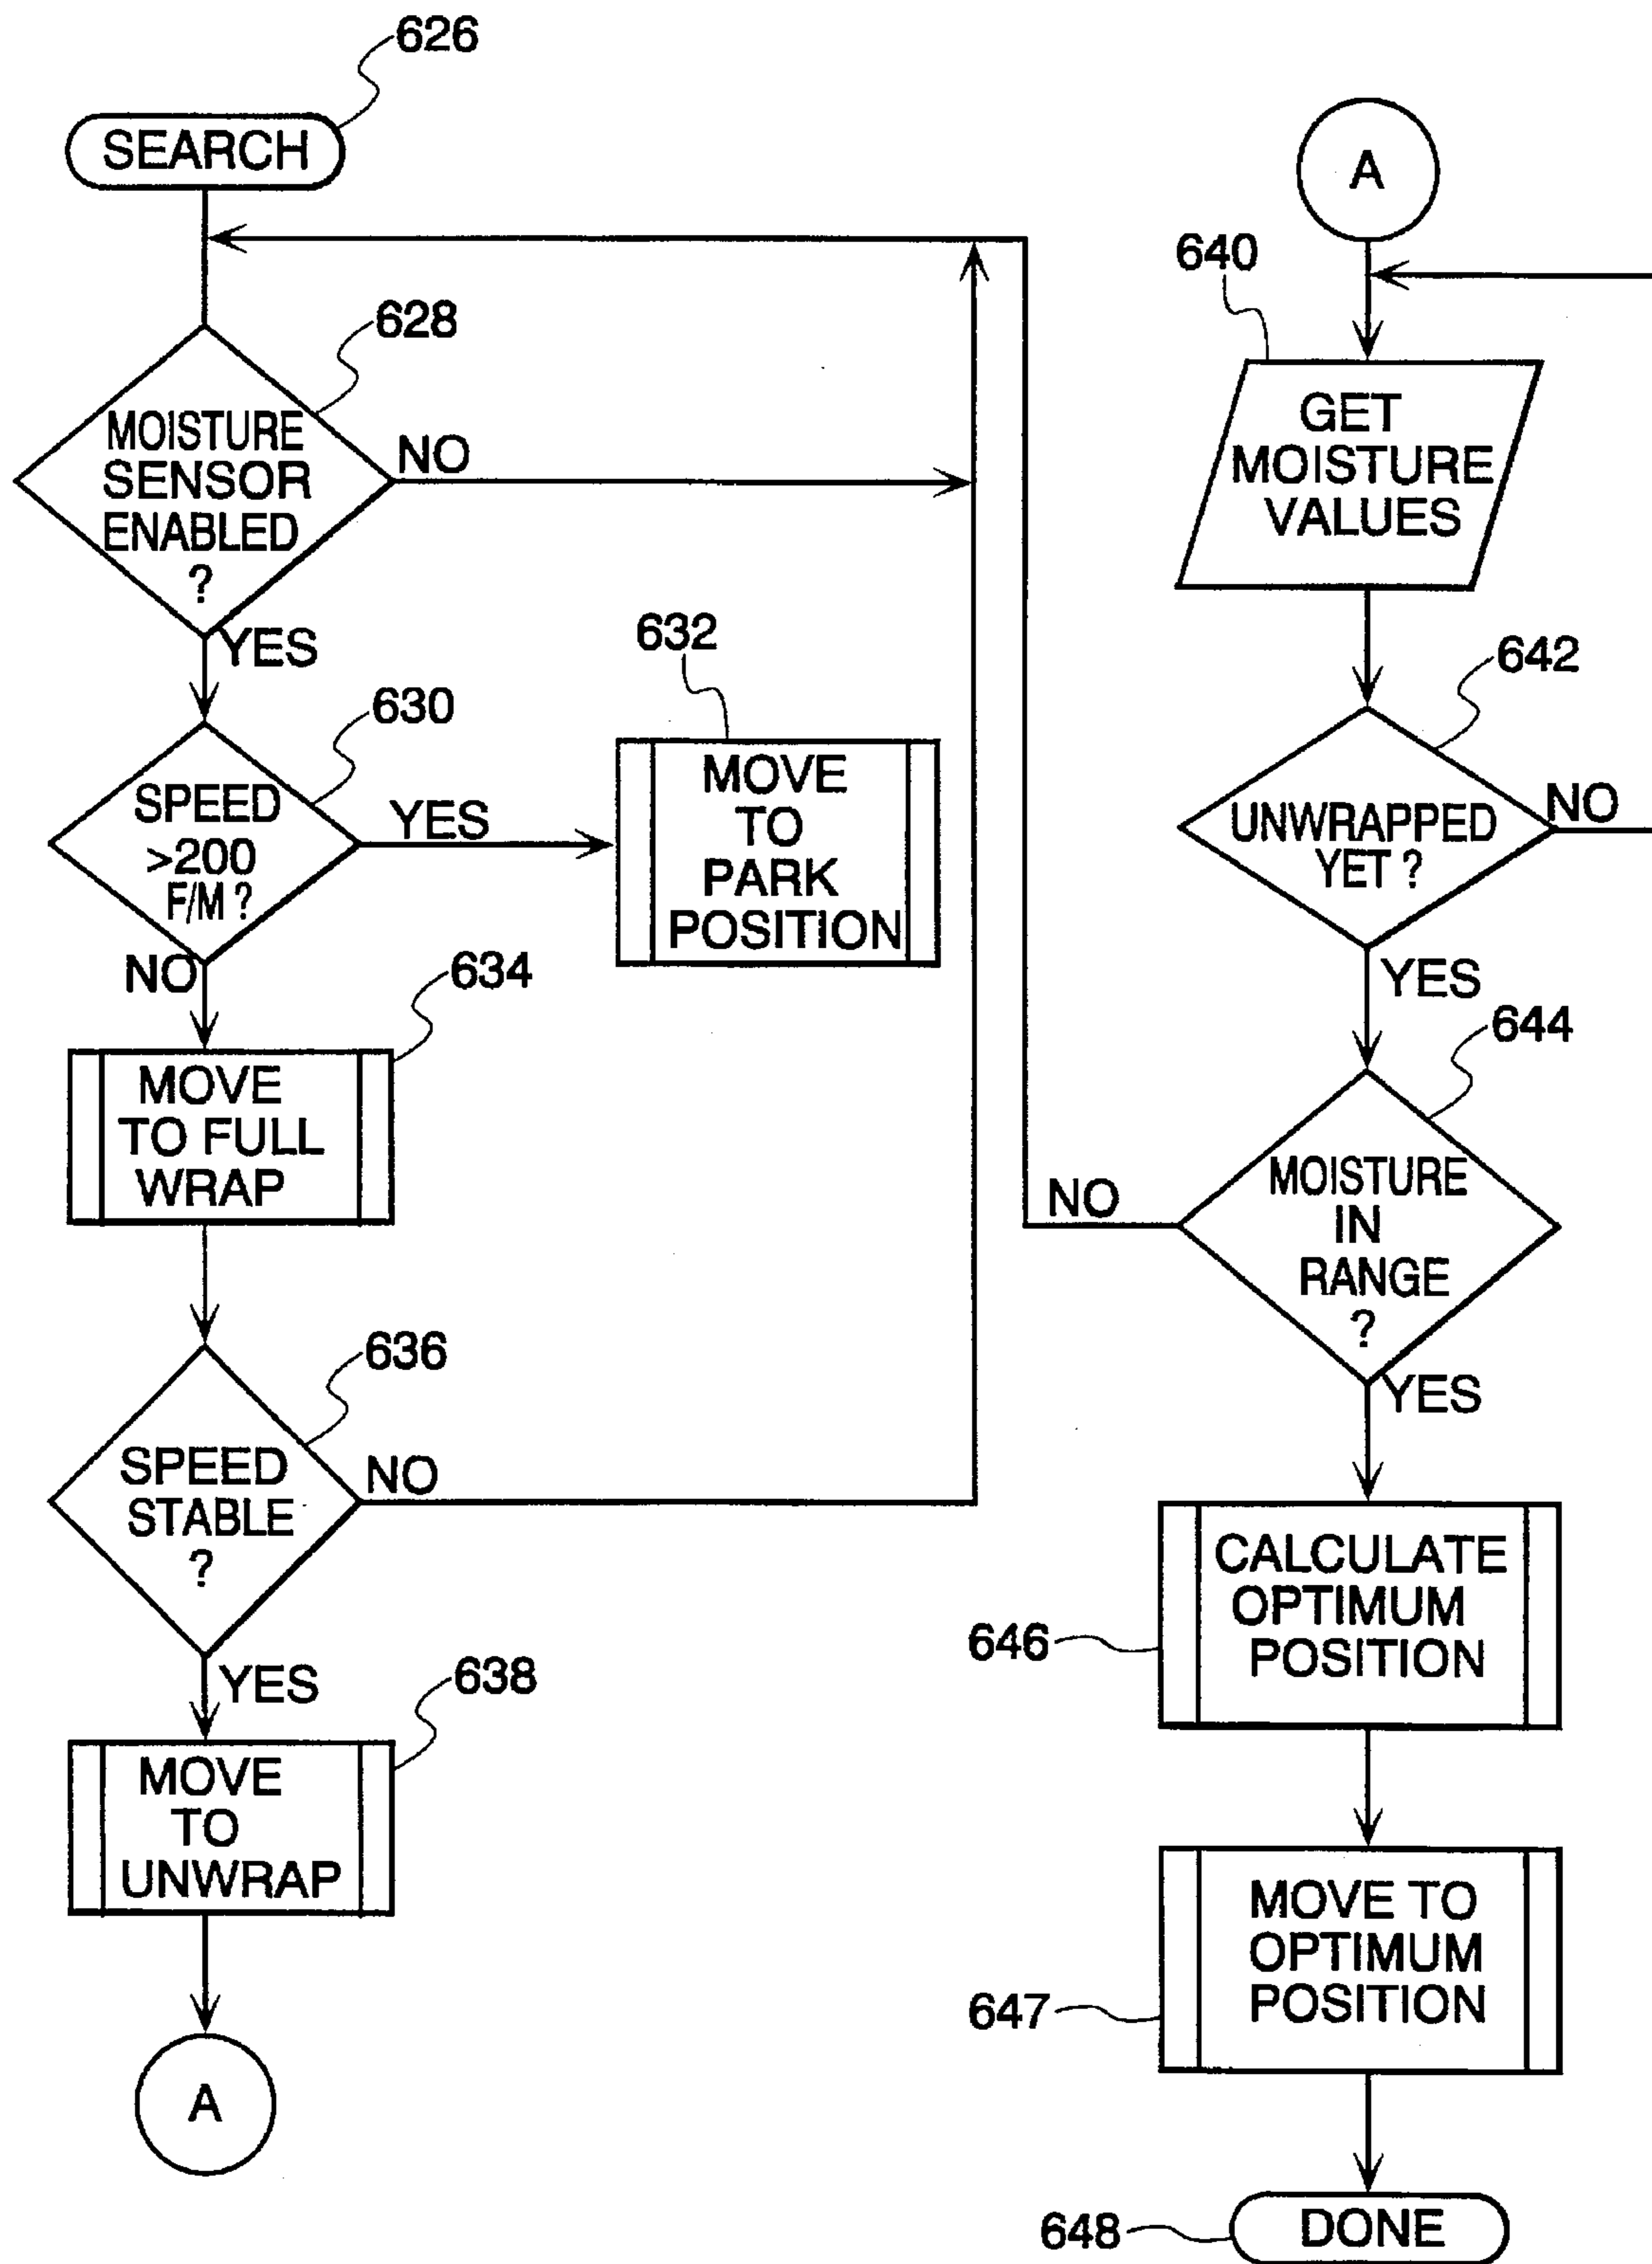 626
SEARCH
628
MOISTURE
SENSOR
ENABLED
?
NO
YES
630
SPEED
>200
F/M ?
YES
NO
632
MOVE
TO
PARK
POSITION
634
MOVE
TO FULL
WRAP
636
SPEED
STABLE
?
NO
YES
638
MOVE
TO
UNWRAP
A
A
640
GET
MOISTURE
VALUES
642
UNWRAPPED
YET ?
NO
YES
644
MOISTURE
IN
RANGE
?
NO
YES
646
CALCULATE
OPTIMUM
POSITION
647
MOVE TO
OPTIMUM
POSITION
648
DONE